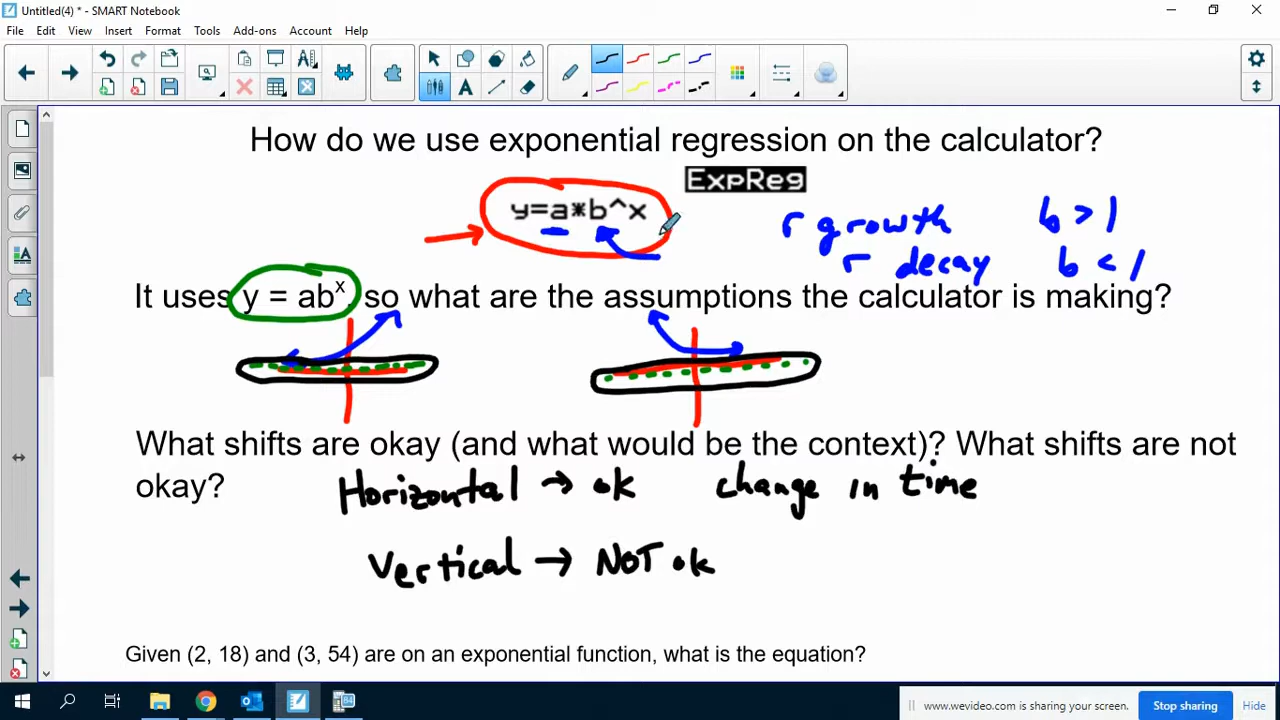 Untitled(4) * - SMART Notebook
File Edit View Insert Format Tools Add-ons Account Help
How do we use exponential regression on the calculator?
ExpReg
y=a*b^x
r growth b > 1
r decay b < 1
It uses y = abˣ so what are the assumptions the calculator is making?
What shifts are okay (and what would be the context)? What shifts are not
okay?
Horizontal → ok change in time
Vertical → NOT ok
Given (2, 18) and (3, 54) are on an exponential function, what is the equation?
www.wevideo.com is sharing your screen. Stop sharing Hide